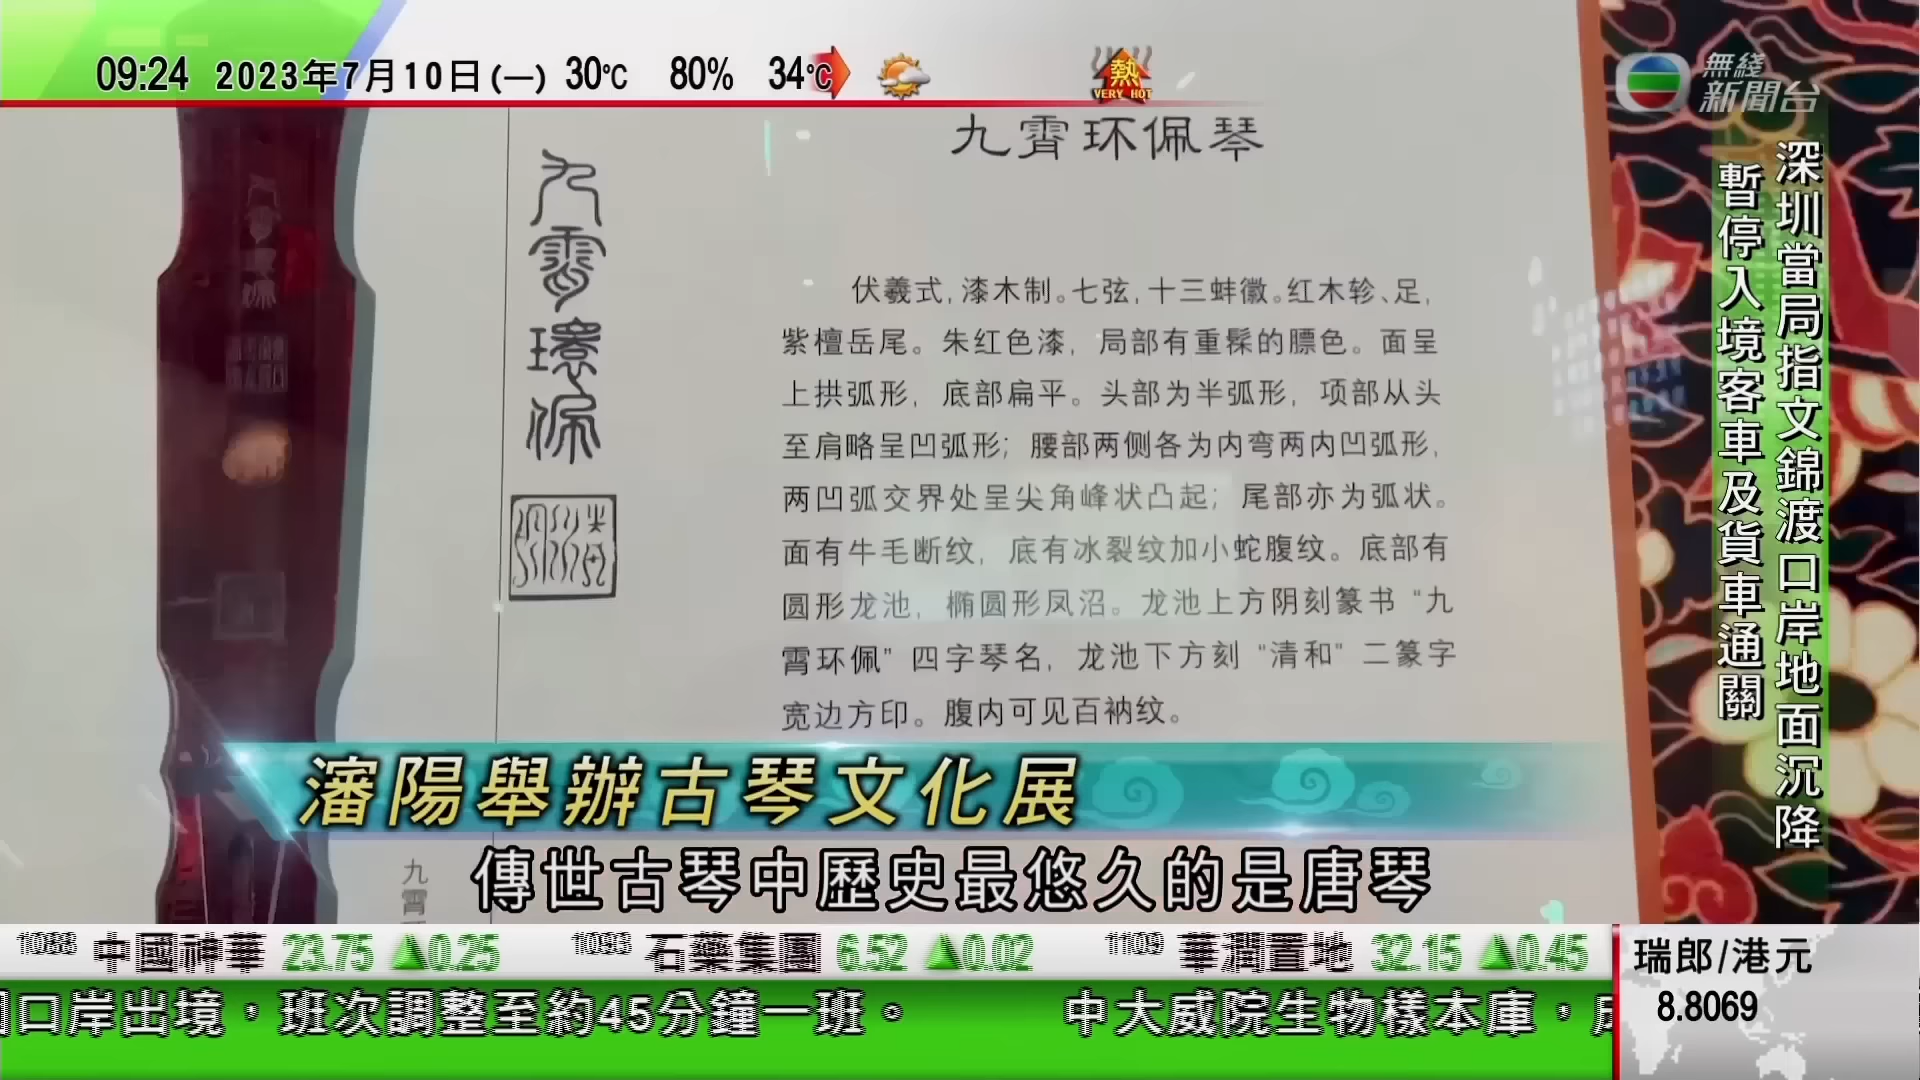 09:24 2023年7月10日(一) 30℃ 80% 34℃
熱
VERY HOT
無綫
新聞台
深圳當局指文錦渡口岸地面沉降
暫停入境客車及貨車通關
九霄环佩琴
九霄環佩
伏羲式,漆木制。七弦,十三蚌徽。红木轸、足,
紫檀岳尾。朱红色漆,局部有重髹的臕色。面呈
上拱弧形,底部扁平。头部为半弧形,项部从头
至肩略呈凹弧形;腰部两侧各为内弯两内凹弧形,
两凹弧交界处呈尖角峰状凸起;尾部亦为弧状。
面有牛毛断纹,底有冰裂纹加小蛇腹纹。底部有
圆形龙池,椭圆形凤沼。龙池上方阴刻篆书“九
霄环佩”四字琴名,龙池下方刻“清和”二篆字
宽边方印。腹内可见百衲纹。
九霄
瀋陽舉辦古琴文化展
傳世古琴中歷史最悠久的是唐琴
1088 中國神華 23.75 ▲0.25 1093 石藥集團 6.52 ▲0.02 1109 華潤置地 32.15 ▲0.45
口岸出境，班次調整至約45分鐘一班。 中大威院生物樣本庫，
瑞郎/港元
8.8069